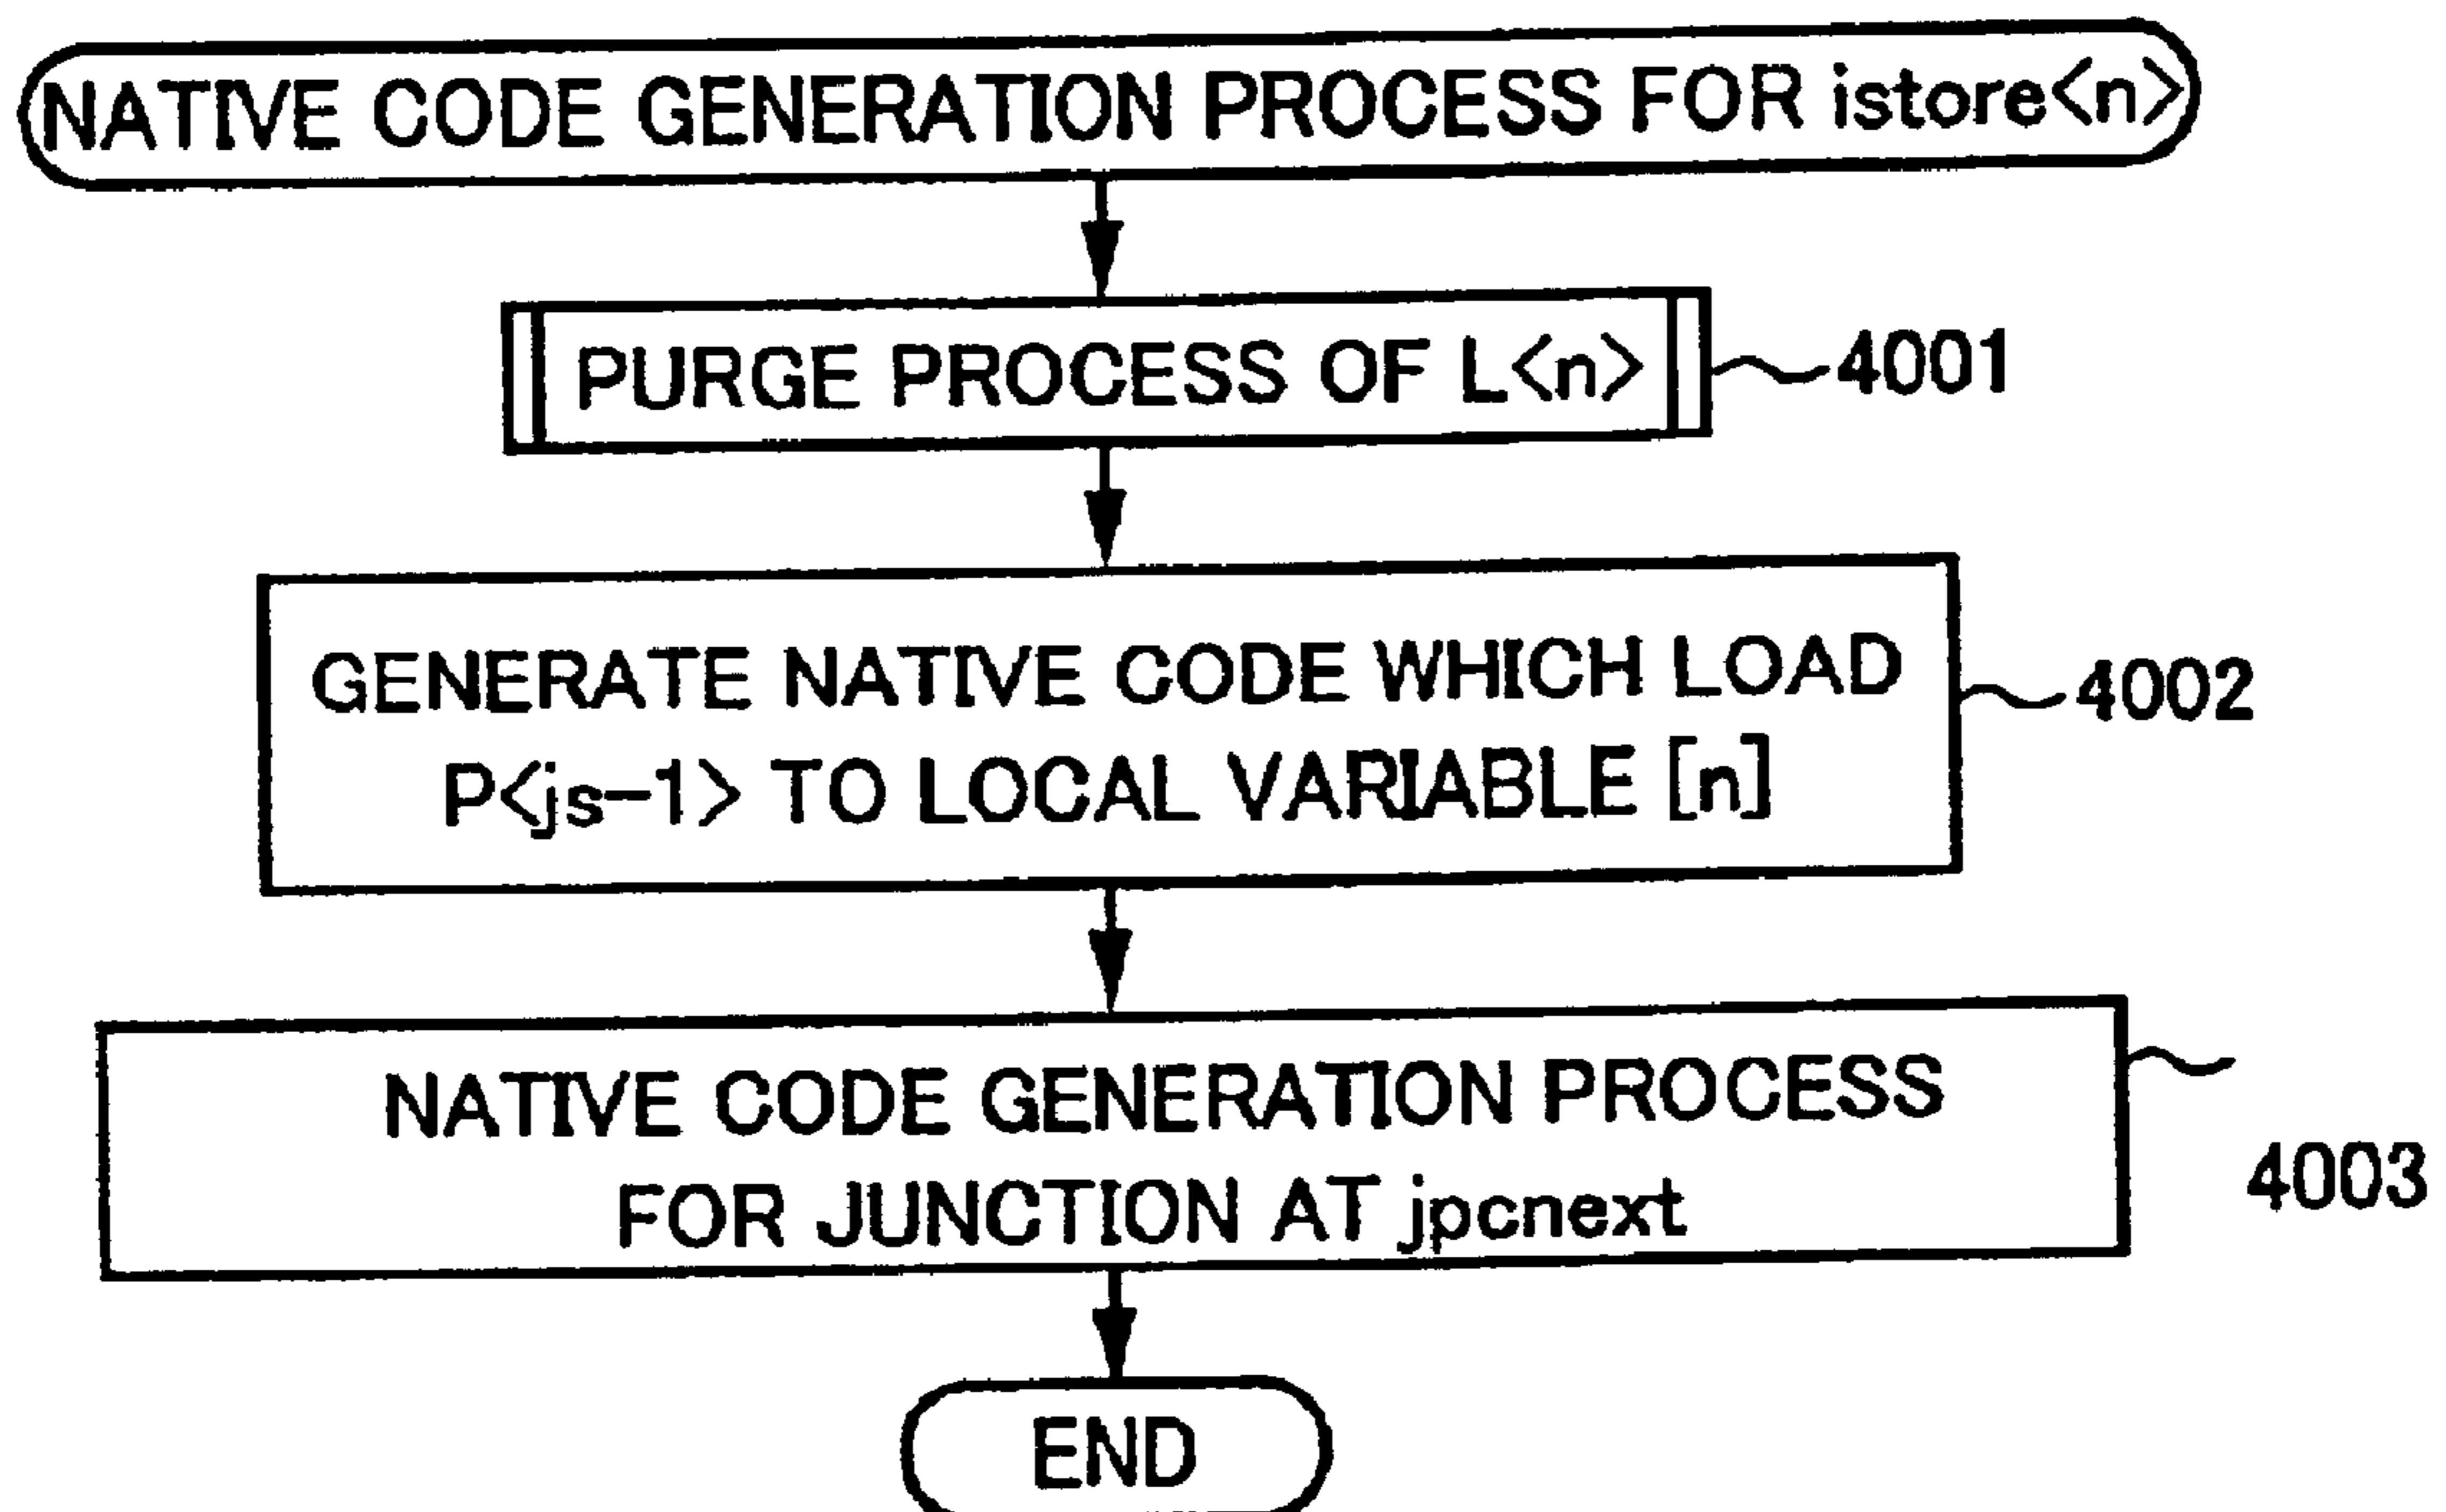 NATIVE CODE GENERATION PROCESS FOR istore<n>
PURGE PROCESS OF L<n>
4001
GENERATE NATIVE CODE WHICH LOAD
P<js-1> TO LOCAL VARIABLE [n]
4002
NATIVE CODE GENERATION PROCESS
FOR JUNCTION AT jpcnext
4003
END